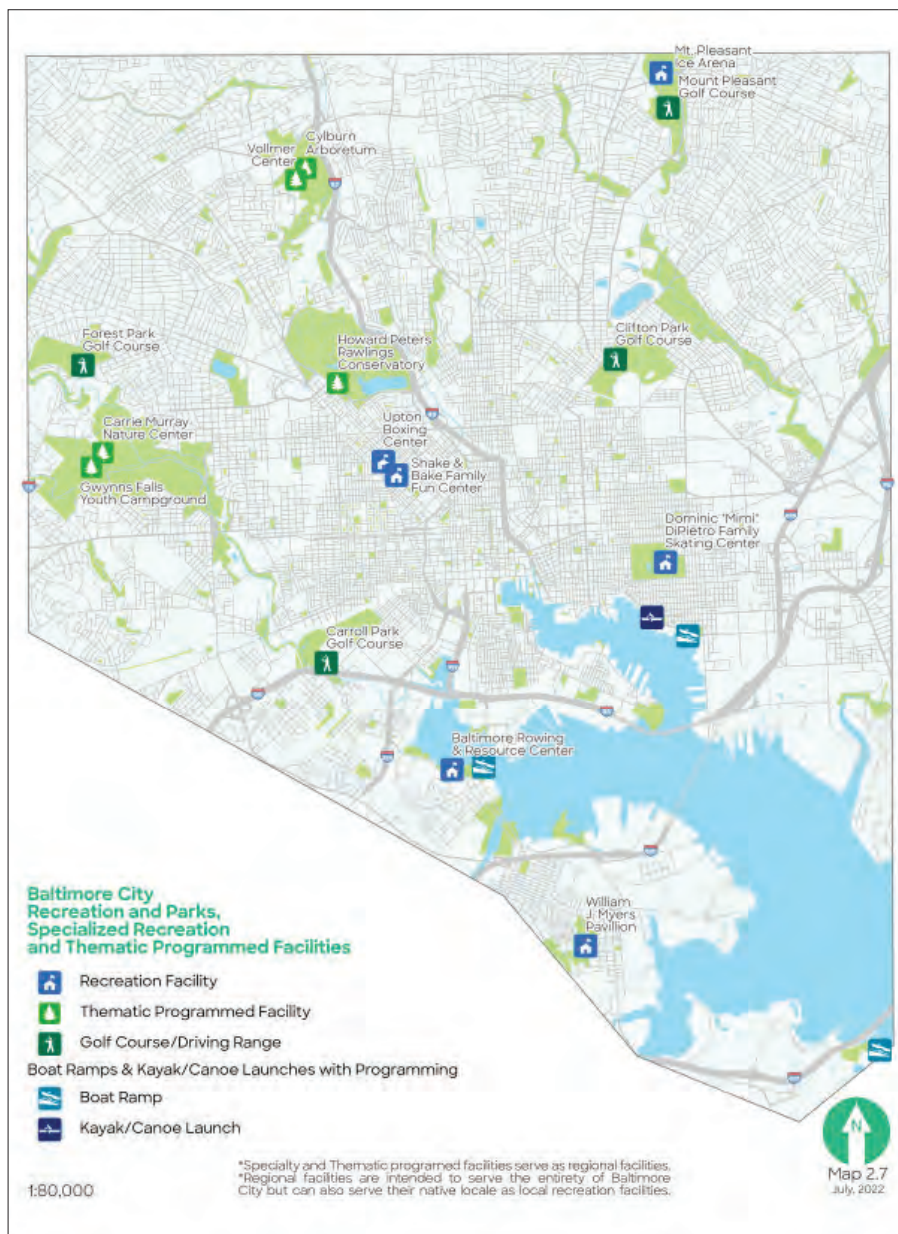 Mt. Pleasant
Ice Arena
Mount Pleasant
Golf Course
Cylburn
Arboretum
Vollmer
Center
Forest Park
Golf Course
Howard Peters
Rawlings
Conservatory
Clifton Park
Golf Course
Upton
Boxing
Center
Carrie Murray
Nature Center
Shake &
Bake Family
Fun Center
Gwynns Falls
Youth Campground
Dominic "Mimi"
DiPietro Family
Skating Center
Carroll Park
Golf Course
Baltimore Rowing
& Resource Center
William
J. Myers
Pavillion
Baltimore City
Recreation and Parks,
Specialized Recreation
and Thematic Programmed Facilities
Recreation Facility
Thematic Programmed Facility
Golf Course/Driving Range
Boat Ramps & Kayak/Canoe Launches with Programming
Boat Ramp
Kayak/Canoe Launch
N
Map 2.7
July, 2022
1:80,000
*Specialty and Thematic programed facilities serve as regional facilities.
*Regional facilities are intended to serve the entirety of Baltimore
City but can also serve their native locale as local recreation facilities.